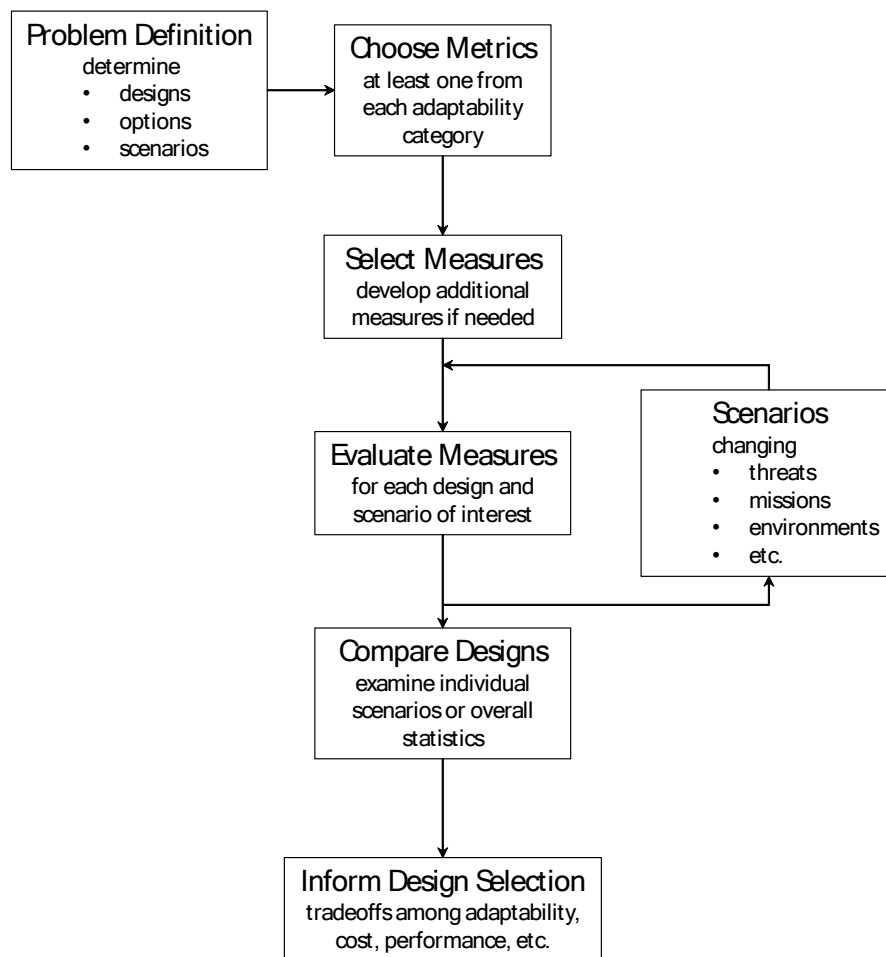 Problem Definition
determine
• designs
• options
• scenarios
Choose Metrics
at least one from
each adaptability
category
Select Measures
develop additional
measures if needed
Evaluate Measures
for each design and
scenario of interest
Scenarios
changing
• threats
• missions
• environments
• etc.
Compare Designs
examine individual
scenarios or overall
statistics
Inform Design Selection
tradeoffs among adaptability,
cost, performance, etc.